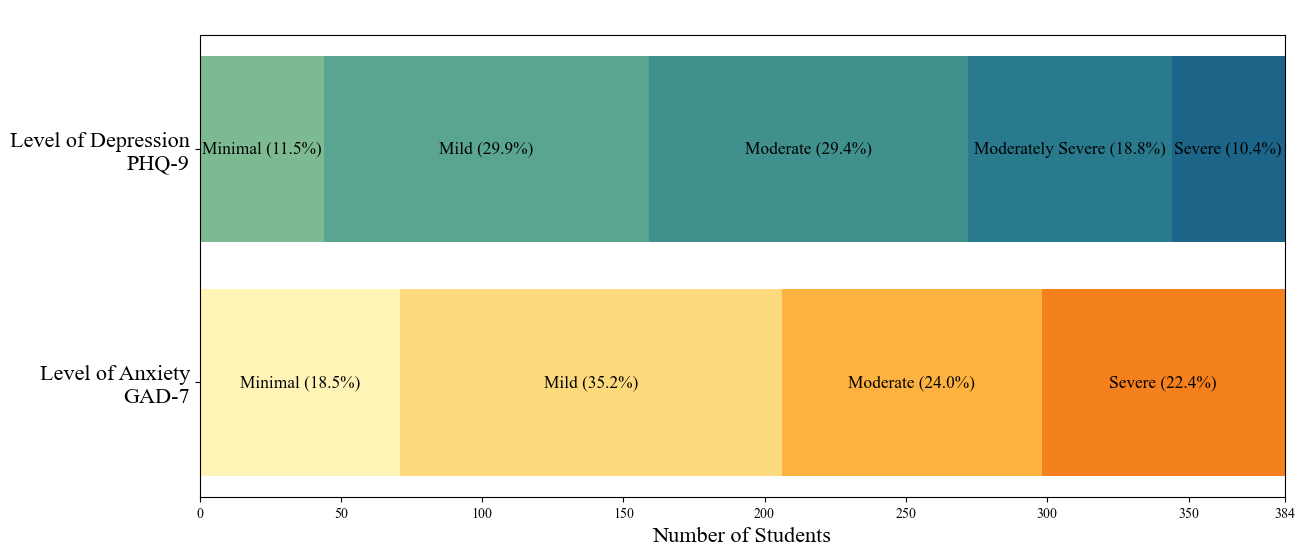 Level of Depression
PHQ-9
Minimal (11.5%)
Mild (29.9%)
Moderate (29.4%)
Moderately Severe (18.8%)
Severe (10.4%)
Level of Anxiety
GAD-7
Minimal (18.5%)
Mild (35.2%)
Moderate (24.0%)
Severe (22.4%)
0
50
100
150
200
250
300
350
384
Number of Students